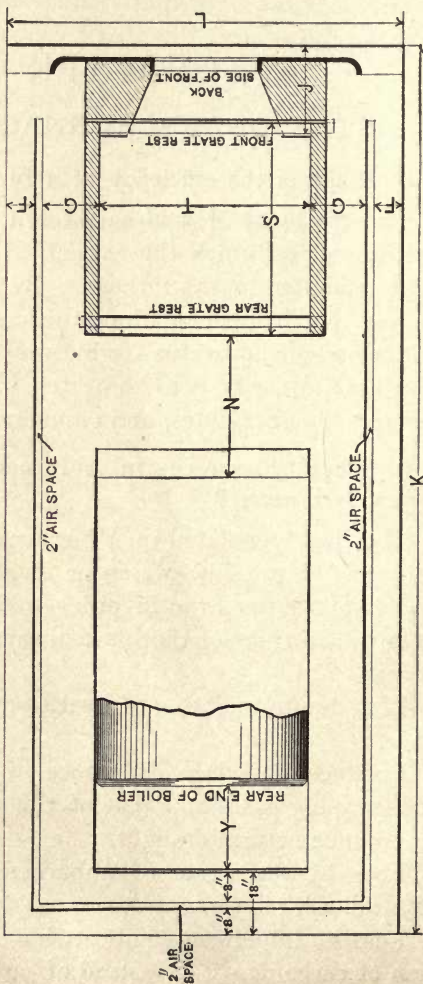 L
BACK
SIDE OF FRONT
J
FRONT GRATE REST
F
G
H
G
F
S
REAR GRATE REST
N
2" AIR SPACE
2" AIR SPACE
K
REAR END OF BOILER
Y
8"
8"
18"
2" AIR
SPACE